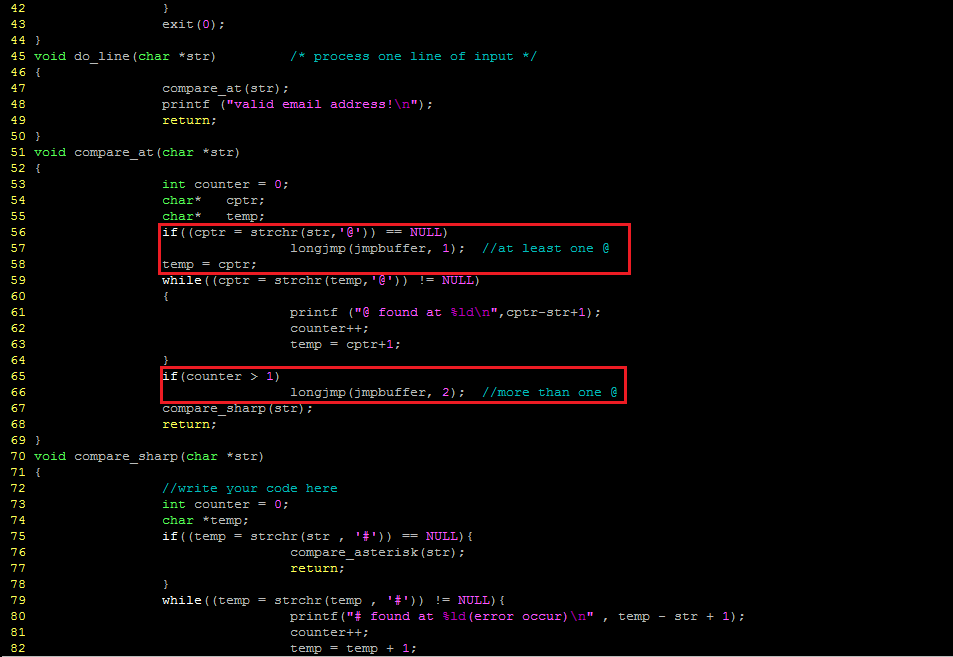 42 }
43 exit(0);
44 }
45 void do_line(char *str) /* process one line of input */
46 {
47 compare_at(str);
48 printf ("valid email address!\n");
49 return;
50 }
51 void compare_at(char *str)
52 {
53 int counter = 0;
54 char* cptr;
55 char* temp;
56 if((cptr = strchr(str,'@')) == NULL)
57 longjmp(jmpbuffer, 1); //at least one @
58 temp = cptr;
59 while((cptr = strchr(temp,'@')) != NULL)
60 {
61 printf ("@ found at %ld\n",cptr-str+1);
62 counter++;
63 temp = cptr+1;
64 }
65 if(counter > 1)
66 longjmp(jmpbuffer, 2); //more than one @
67 compare_sharp(str);
68 return;
69 }
70 void compare_sharp(char *str)
71 {
72 //write your code here
73 int counter = 0;
74 char *temp;
75 if((temp = strchr(str , '#')) == NULL){
76 compare_asterisk(str);
77 return;
78 }
79 while((temp = strchr(temp , '#')) != NULL){
80 printf("# found at %ld(error occur)\n" , temp - str + 1);
81 counter++;
82 temp = temp + 1;